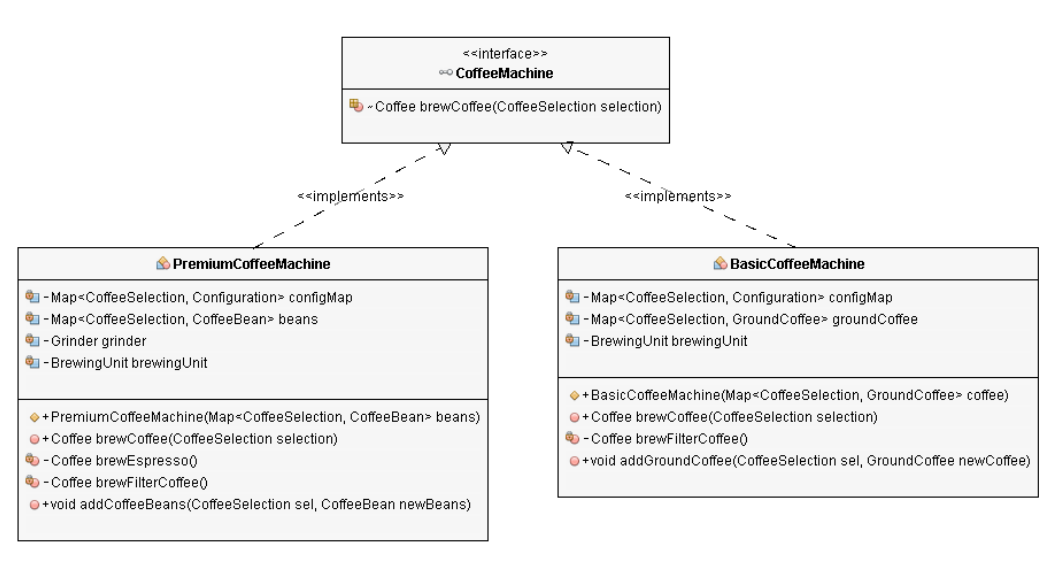 <<interface>>
CoffeeMachine
~Coffee brewCoffee(CoffeeSelection selection)
<<implements>>
<<implements>>
PremiumCoffeeMachine
-Map<CoffeeSelection, Configuration> configMap
-Map<CoffeeSelection, CoffeeBean> beans
-Grinder grinder
-BrewingUnit brewingUnit
+PremiumCoffeeMachine(Map<CoffeeSelection, CoffeeBean> beans)
+Coffee brewCoffee(CoffeeSelection selection)
-Coffee brewEspresso()
-Coffee brewFilterCoffee()
+void addCoffeeBeans(CoffeeSelection sel, CoffeeBean newBeans)
BasicCoffeeMachine
-Map<CoffeeSelection, Configuration> configMap
-Map<CoffeeSelection, GroundCoffee> groundCoffee
-BrewingUnit brewingUnit
+BasicCoffeeMachine(Map<CoffeeSelection, GroundCoffee> coffee)
+Coffee brewCoffee(CoffeeSelection selection)
-Coffee brewFilterCoffee()
+void addGroundCoffee(CoffeeSelection sel, GroundCoffee newCoffee)